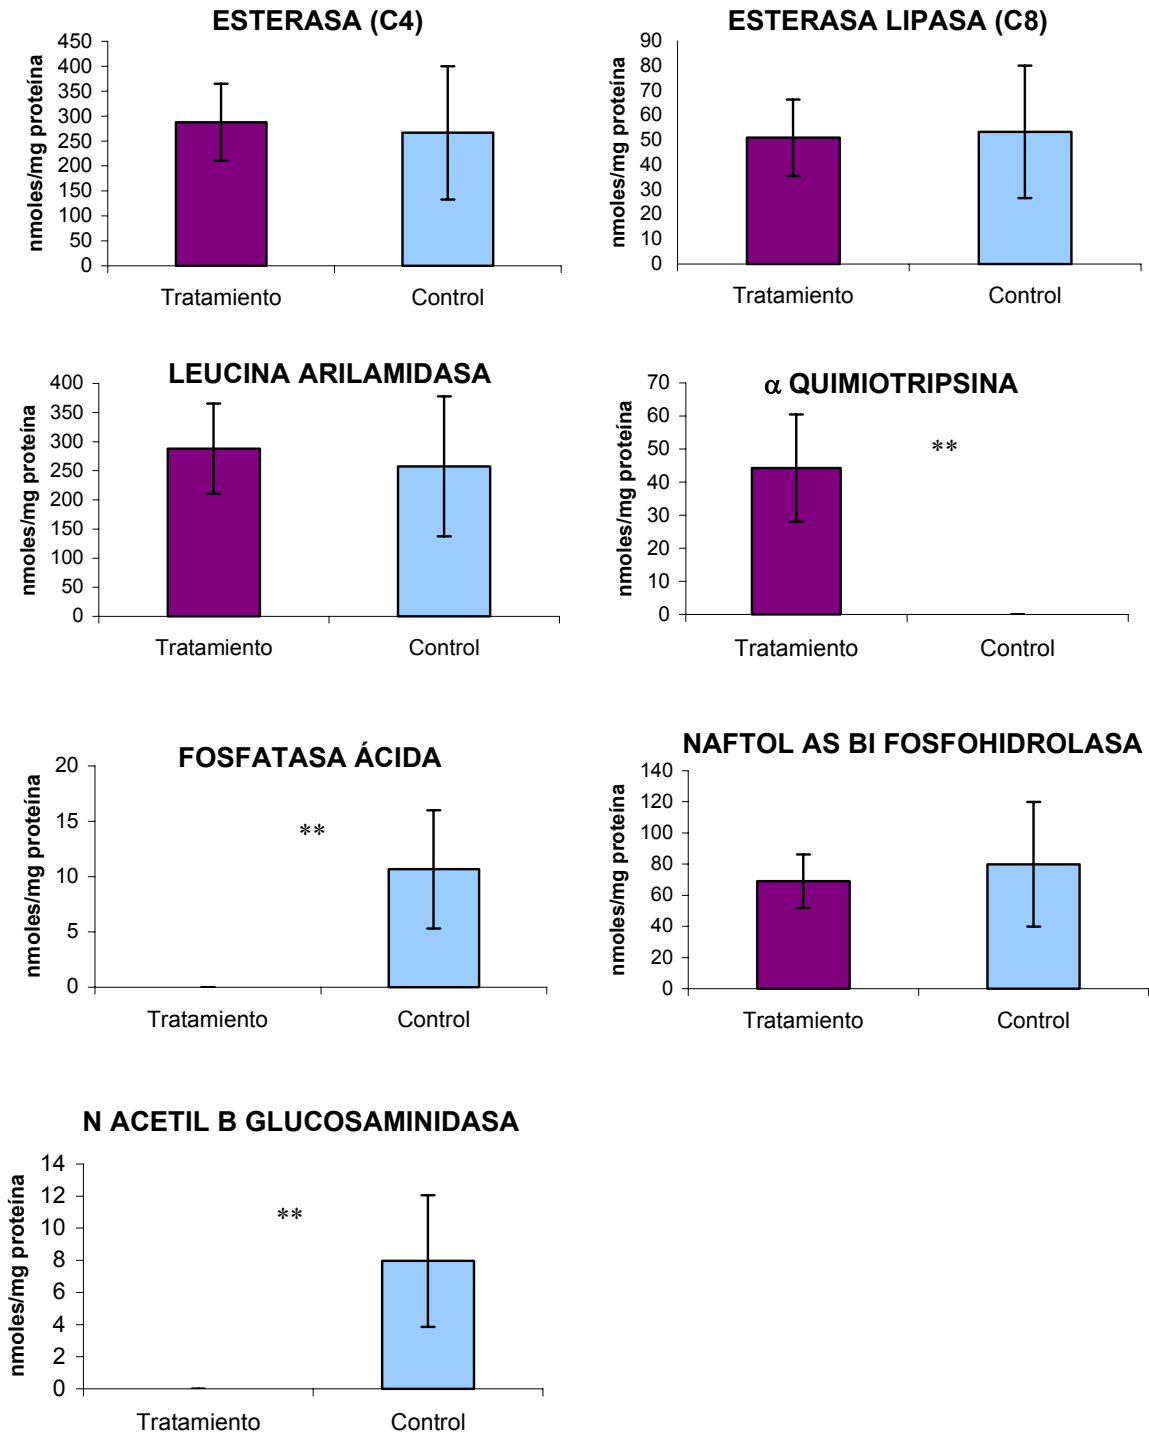 ESTERASA (C4)
nmoles/mg proteína
450
400
350
300
250
200
150
100
50
0
Tratamiento Control
ESTERASA LIPASA (C8)
nmoles/mg proteína
90
80
70
60
50
40
30
20
10
0
Tratamiento Control
LEUCINA ARILAMIDASA
nmoles/mg proteína
400
350
300
250
200
150
100
50
0
Tratamiento Control
α QUIMIOTRIPSINA
nmoles/mg proteína
70
60
50
40
30
20
10
0
**
Tratamiento Control
FOSFATASA ÁCIDA
nmoles/mg proteína
20
15
10
5
0
**
Tratamiento Control
NAFTOL AS BI FOSFOHIDROLASA
nmoles/mg proteína
140
120
100
80
60
40
20
0
Tratamiento Control
N ACETIL B GLUCOSAMINIDASA
nmoles/mg proteína
14
12
10
8
6
4
2
0
**
Tratamiento Control